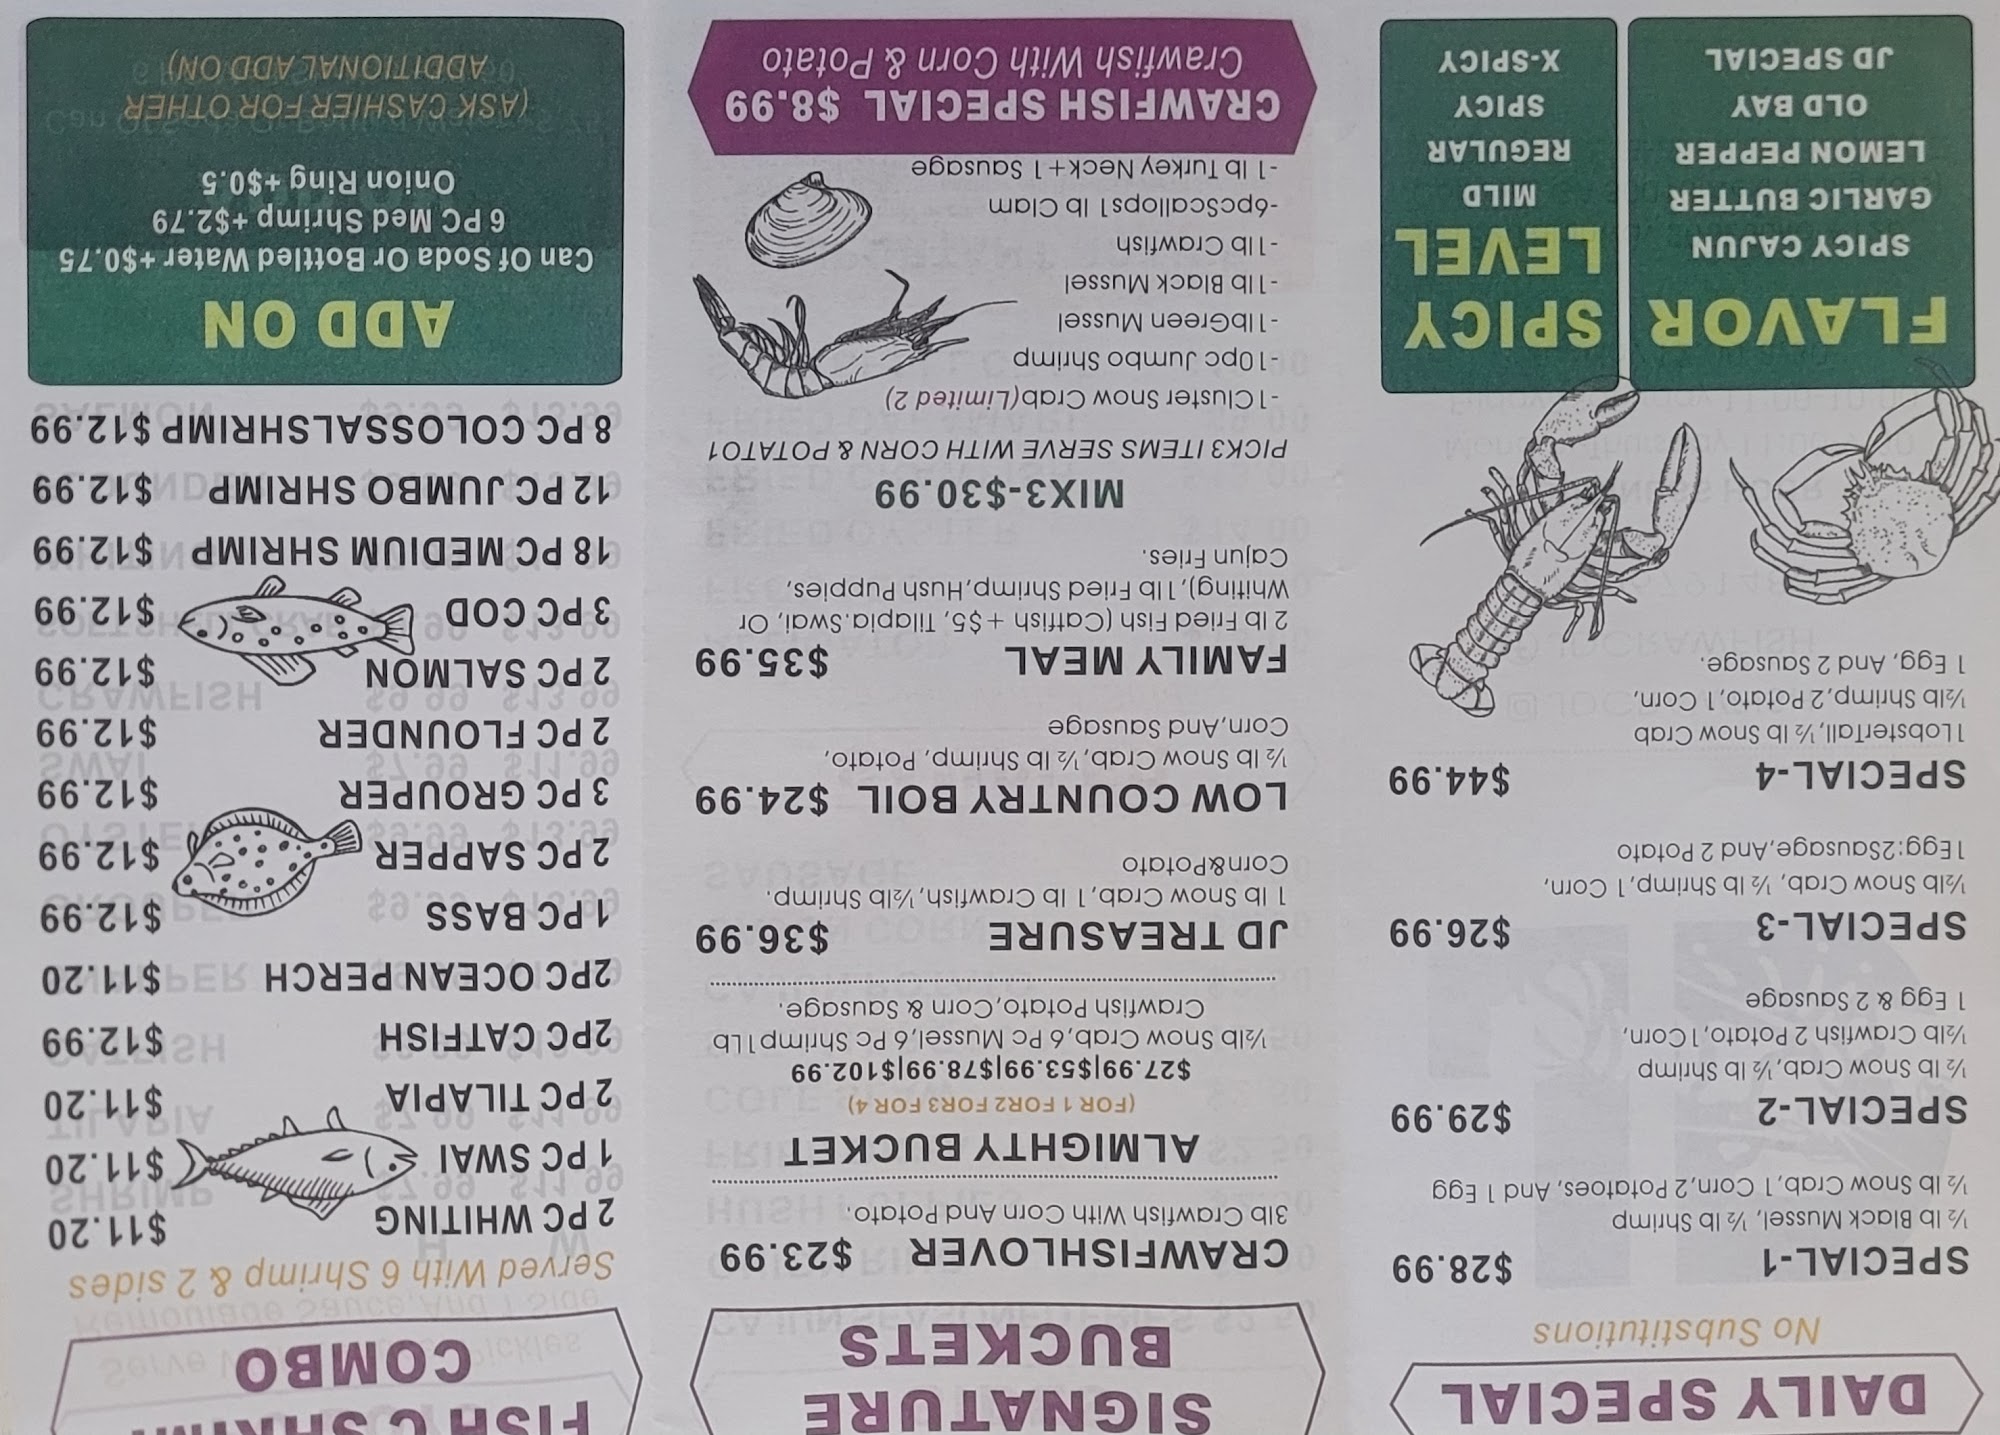 DAILY SPECIAL
No Substitutions
SPECIAL-1 $28.99
½ lb Black Mussel, ½ lb Shrimp
½ lb Snow Crab,1 Corn,2 Potatoes, And 1 Egg
SPECIAL-2 $29.99
½ lb Snow Crab,½ lb Shrimp
½lb Crawfish 2 Potato,1 Corn,
1 Egg & 2 Sausage
SPECIAL-3 $26.99
½lb Snow Crab, ½ lb Shrimp,1 Corn,
1Egg:2Sausage,And 2 Potato
SPECIAL-4 $44.99
1LobsterTall,½ lb Snow Crab
½lb Shrimp,2 Potato,1 Corn,
1 Egg, And 2 Sausage.
FLAVOR
SPICY CAJUN
GARLIC BUTTER
LEMON PEPPER
OLD BAY
JD SPECIAL
SPICY
LEVEL
MILD
REGULAR
SPICY
X-SPICY
SIGNATURE
BUCKETS
CRAWFISHLOVER $23.99
3lb Crawfish With Corn And Potato.
ALMIGHTY BUCKET
(FOR 1 FOR2 FOR3 FOR 4)
$27.99|$53.99|$78.99|$102.99
½lb Snow Crab,6 Pc Mussel,6 Pc Shrimp1Lb
Crawfish Potato,Corn & Sausage.
JD TREASURE $36.99
1 lb Snow Crab,1 lb Crawfish,½lb Shrimp.
Corn&Potato
LOW COUNTRY BOIL $24.99
½ lb Snow Crab,½ lb Shrimp, Potato,
Corn,And Sausage
FAMILY MEAL $35.99
2 lb Fried Fish (Catfish +$5, Tilapia.Swai, Or
Whiting),1lb Fried Shrimp,Hush Puppies,
Cajun Fries.
MIX3-$30.99
PICK3 ITEMS SERVE WITH CORN & POTATO1
-1Cluster Snow Crab(Limited 2)
-10pc Jumbo Shrimp
-1lbGreen Mussel
-1lb Black Mussel
-1lb Crawfish
-6pcScallops1 lb Clam
-1 lb Turkey Neck+1 Sausage
CRAWFISH SPECIAL $8.99
Crawfish With Corn & Potato
FISH & SHRIMP
COMBO
Served With 6 Shrimp & 2 sides
2 PC WHITING $11.20
1 PC SWAI $11.20
2 PC TILAPIA $11.20
2PC CATFISH $12.99
2PC OCEAN PERCH $11.20
1 PC BASS $12.99
2 PC SAPPER $12.99
3 PC GROUPER $12.99
2 PC FLOUNDER $12.99
2 PC SALMON $12.99
3 PC COD $12.99
18 PC MEDIUM SHRIMP $12.99
12 PC JUMBO SHRIMP $12.99
8 PC COLOSSALSHRIMP $12.99
ADD ON
Can Of Soda Or Bottled Water +$0.75
6 PC Med Shrimp +$2.79
Onion Ring +$0.5
(ASK CASHIER FOR OTHER
ADDITIONAL ADD ON)